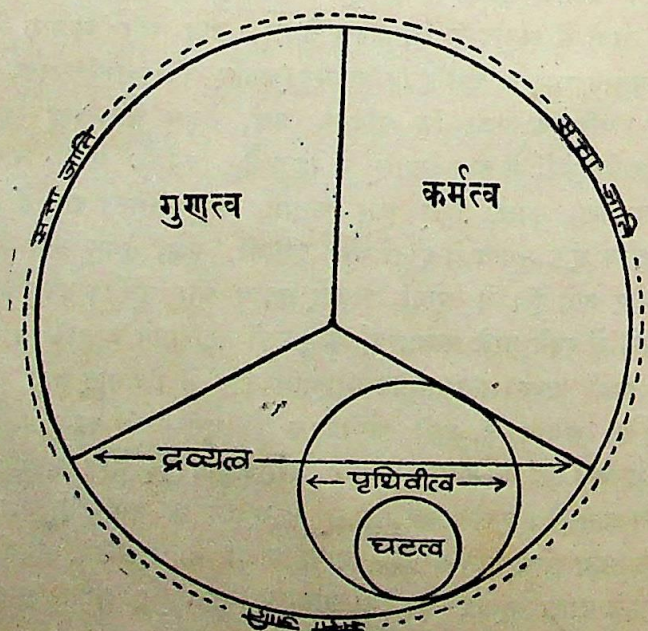 सत्ता जाति
सत्ता जाति
गुणत्व
कर्मत्व
द्रव्यत्व
पृथिवीत्व
घटत्व